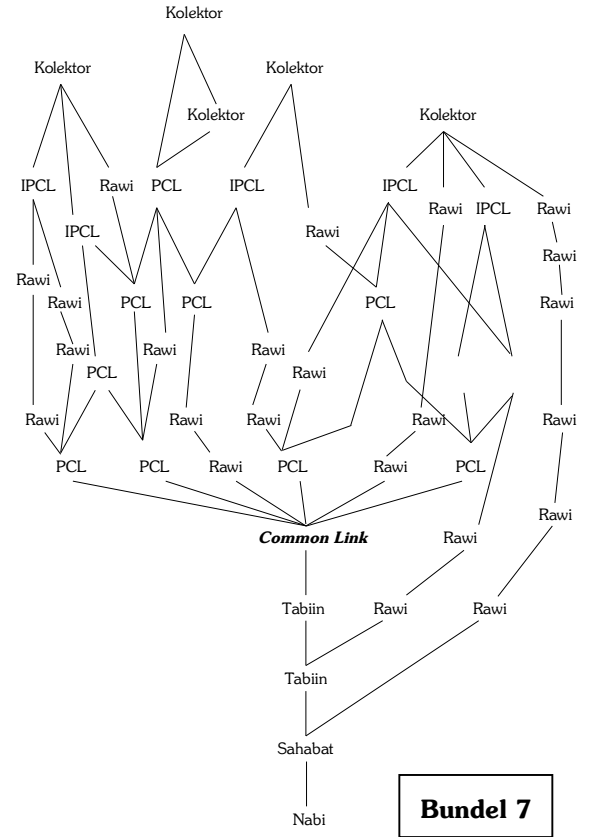 Kolektor
Kolektor Kolektor
Kolektor Kolektor
IPCL Rawi PCL IPCL IPCL
Rawi IPCL Rawi
IPCL Rawi
Rawi
Rawi
Rawi PCL PCL PCL Rawi
Rawi Rawi Rawi
PCL Rawi
Rawi Rawi Rawi Rawi Rawi
PCL PCL Rawi PCL Rawi PCL
Rawi
Common Link Rawi
Tabiin Rawi Rawi
Tabiin
Sahabat
Bundel 7
Nabi